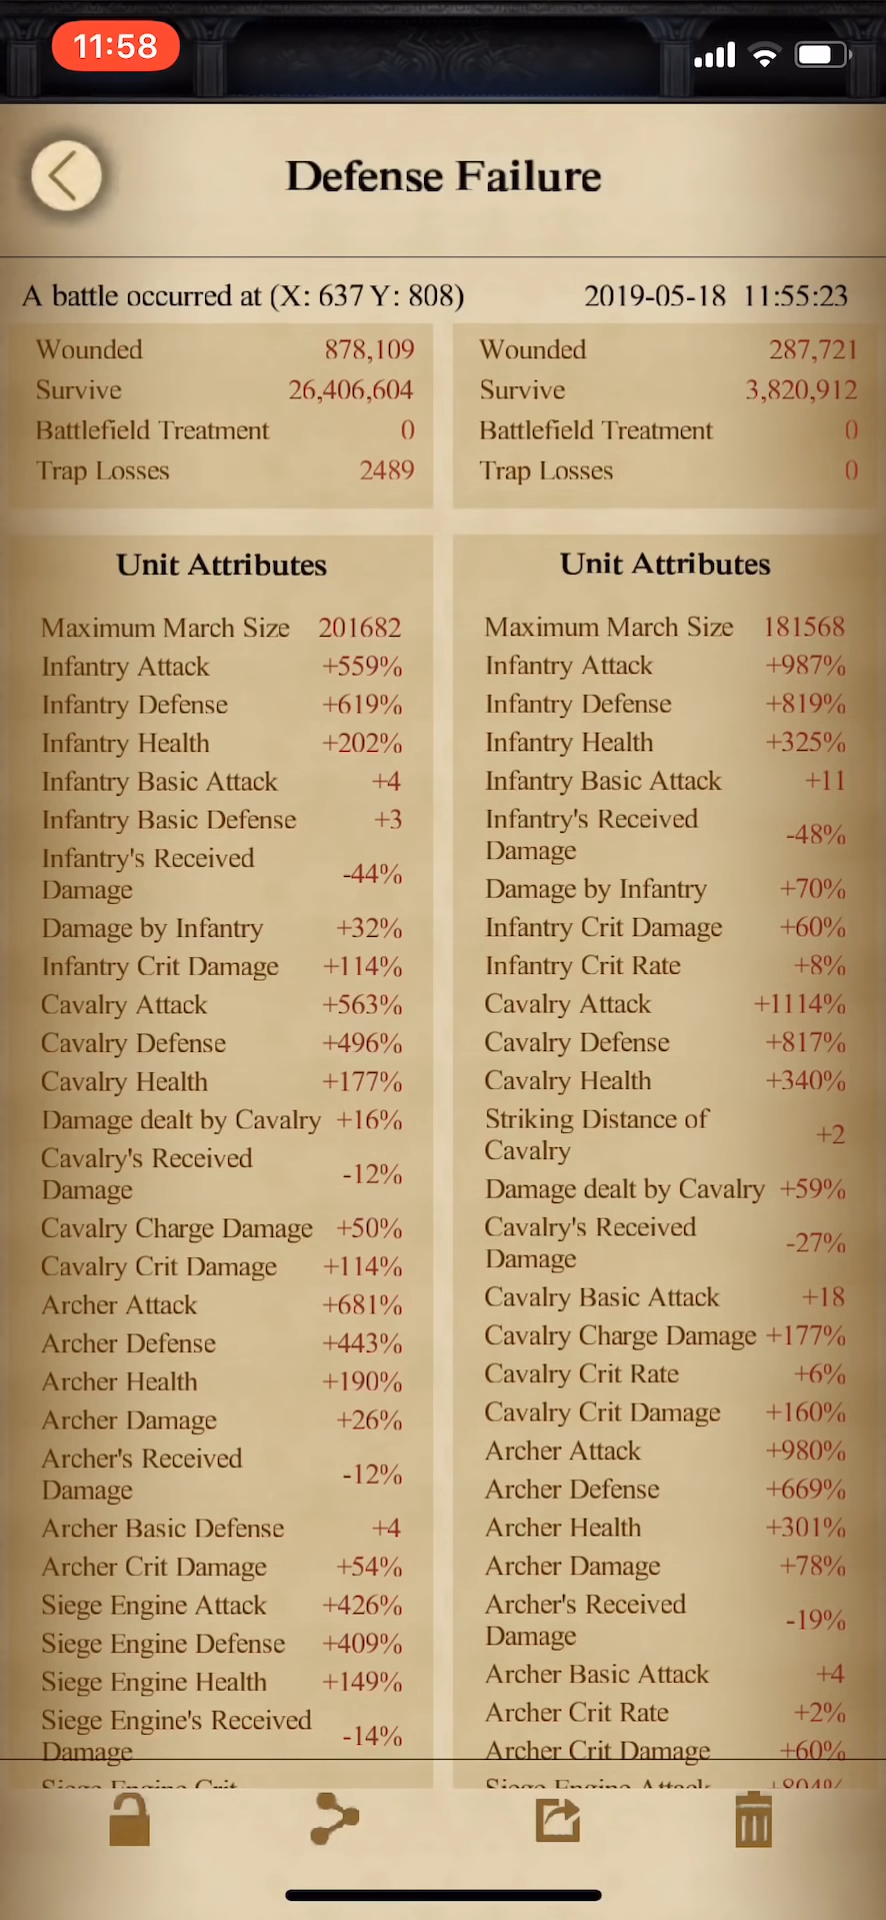 11:58
Defense Failure
A battle occurred at (X: 637 Y: 808) 2019-05-18 11:55:23
Wounded 878,109
Survive 26,406,604
Battlefield Treatment 0
Trap Losses 2489
Unit Attributes
Maximum March Size 201682
Infantry Attack +559%
Infantry Defense +619%
Infantry Health +202%
Infantry Basic Attack +4
Infantry Basic Defense +3
Infantry's Received
Damage -44%
Damage by Infantry +32%
Infantry Crit Damage +114%
Cavalry Attack +563%
Cavalry Defense +496%
Cavalry Health +177%
Damage dealt by Cavalry +16%
Cavalry's Received
Damage -12%
Cavalry Charge Damage +50%
Cavalry Crit Damage +114%
Archer Attack +681%
Archer Defense +443%
Archer Health +190%
Archer Damage +26%
Archer's Received
Damage -12%
Archer Basic Defense +4
Archer Crit Damage +54%
Siege Engine Attack +426%
Siege Engine Defense +409%
Siege Engine Health +149%
Siege Engine's Received
Damage -14%
Siege Engine Crit
Wounded 287,721
Survive 3,820,912
Battlefield Treatment 0
Trap Losses 0
Unit Attributes
Maximum March Size 181568
Infantry Attack +987%
Infantry Defense +819%
Infantry Health +325%
Infantry Basic Attack +11
Infantry's Received
Damage -48%
Damage by Infantry +70%
Infantry Crit Damage +60%
Infantry Crit Rate +8%
Cavalry Attack +1114%
Cavalry Defense +817%
Cavalry Health +340%
Striking Distance of
Cavalry +2
Damage dealt by Cavalry +59%
Cavalry's Received
Damage -27%
Cavalry Basic Attack +18
Cavalry Charge Damage +177%
Cavalry Crit Rate +6%
Cavalry Crit Damage +160%
Archer Attack +980%
Archer Defense +669%
Archer Health +301%
Archer Damage +78%
Archer's Received
Damage -19%
Archer Basic Attack +4
Archer Crit Rate +2%
Archer Crit Damage +60%
Siege Engine Attack